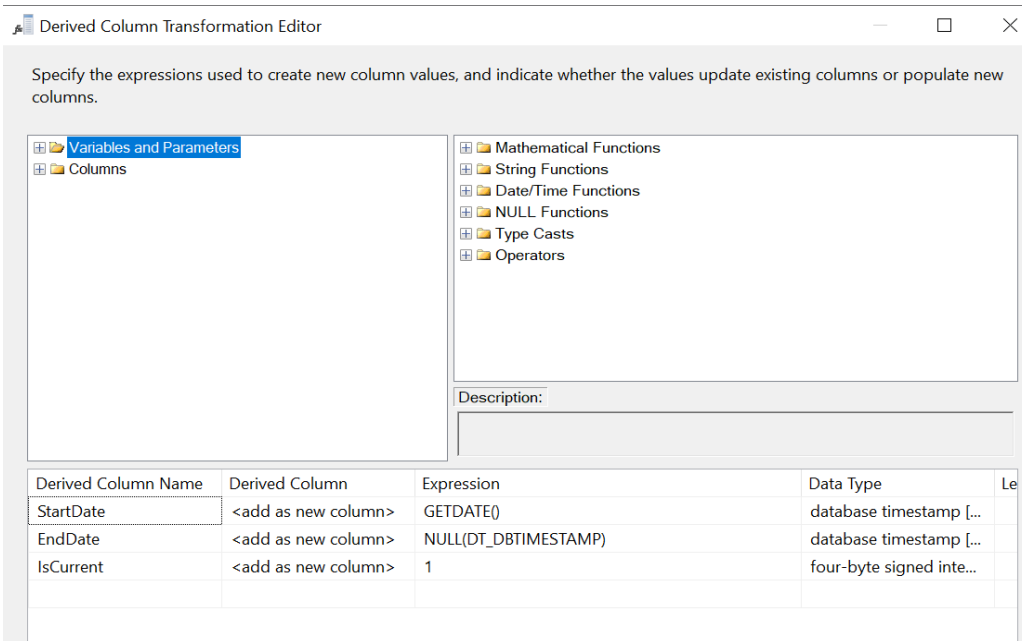 Derived Column Transformation Editor
Specify the expressions used to create new column values, and indicate whether the values update existing columns or populate new
columns.
Variables and Parameters
Columns
Mathematical Functions
String Functions
Date/Time Functions
NULL Functions
Type Casts
Operators
Description:
Derived Column Name Derived Column Expression Data Type Le
StartDate <add as new column> GETDATE() database timestamp [...
EndDate <add as new column> NULL(DT_DBTIMESTAMP) database timestamp [...
IsCurrent <add as new column> 1 four-byte signed inte...